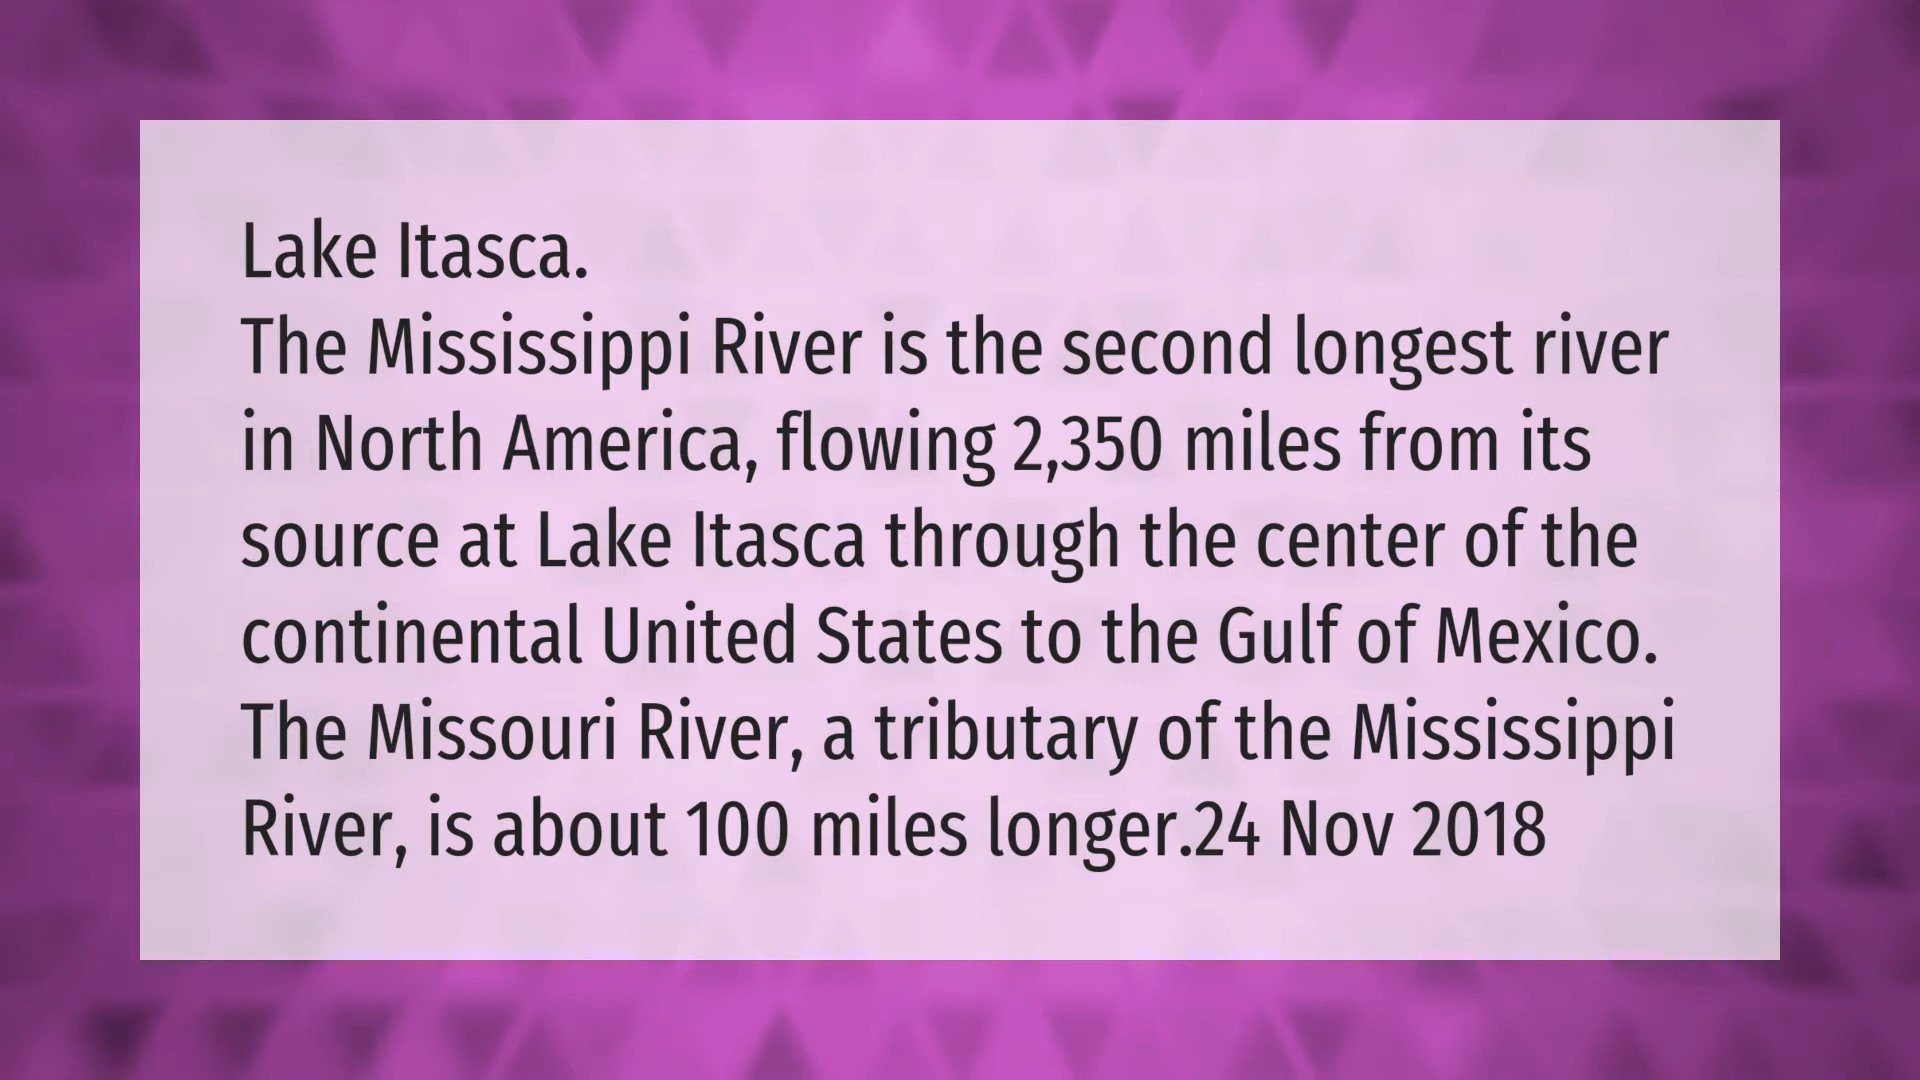 Lake Itasca.
The Mississippi River is the second longest river
in North America, flowing 2,350 miles from its
source at Lake Itasca through the center of the
continental United States to the Gulf of Mexico.
The Missouri River, a tributary of the Mississippi
River, is about 100 miles longer.24 Nov 2018